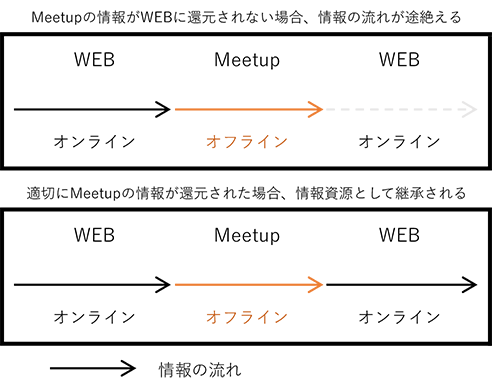 Meetupの情報がWEBに還元されない場合、情報の流れが途絶える
WEB Meetup WEB
オンライン オフライン オンライン
適切にMeetupの情報が還元された場合、情報資源として継承される
WEB Meetup WEB
オンライン オフライン オンライン
情報の流れ